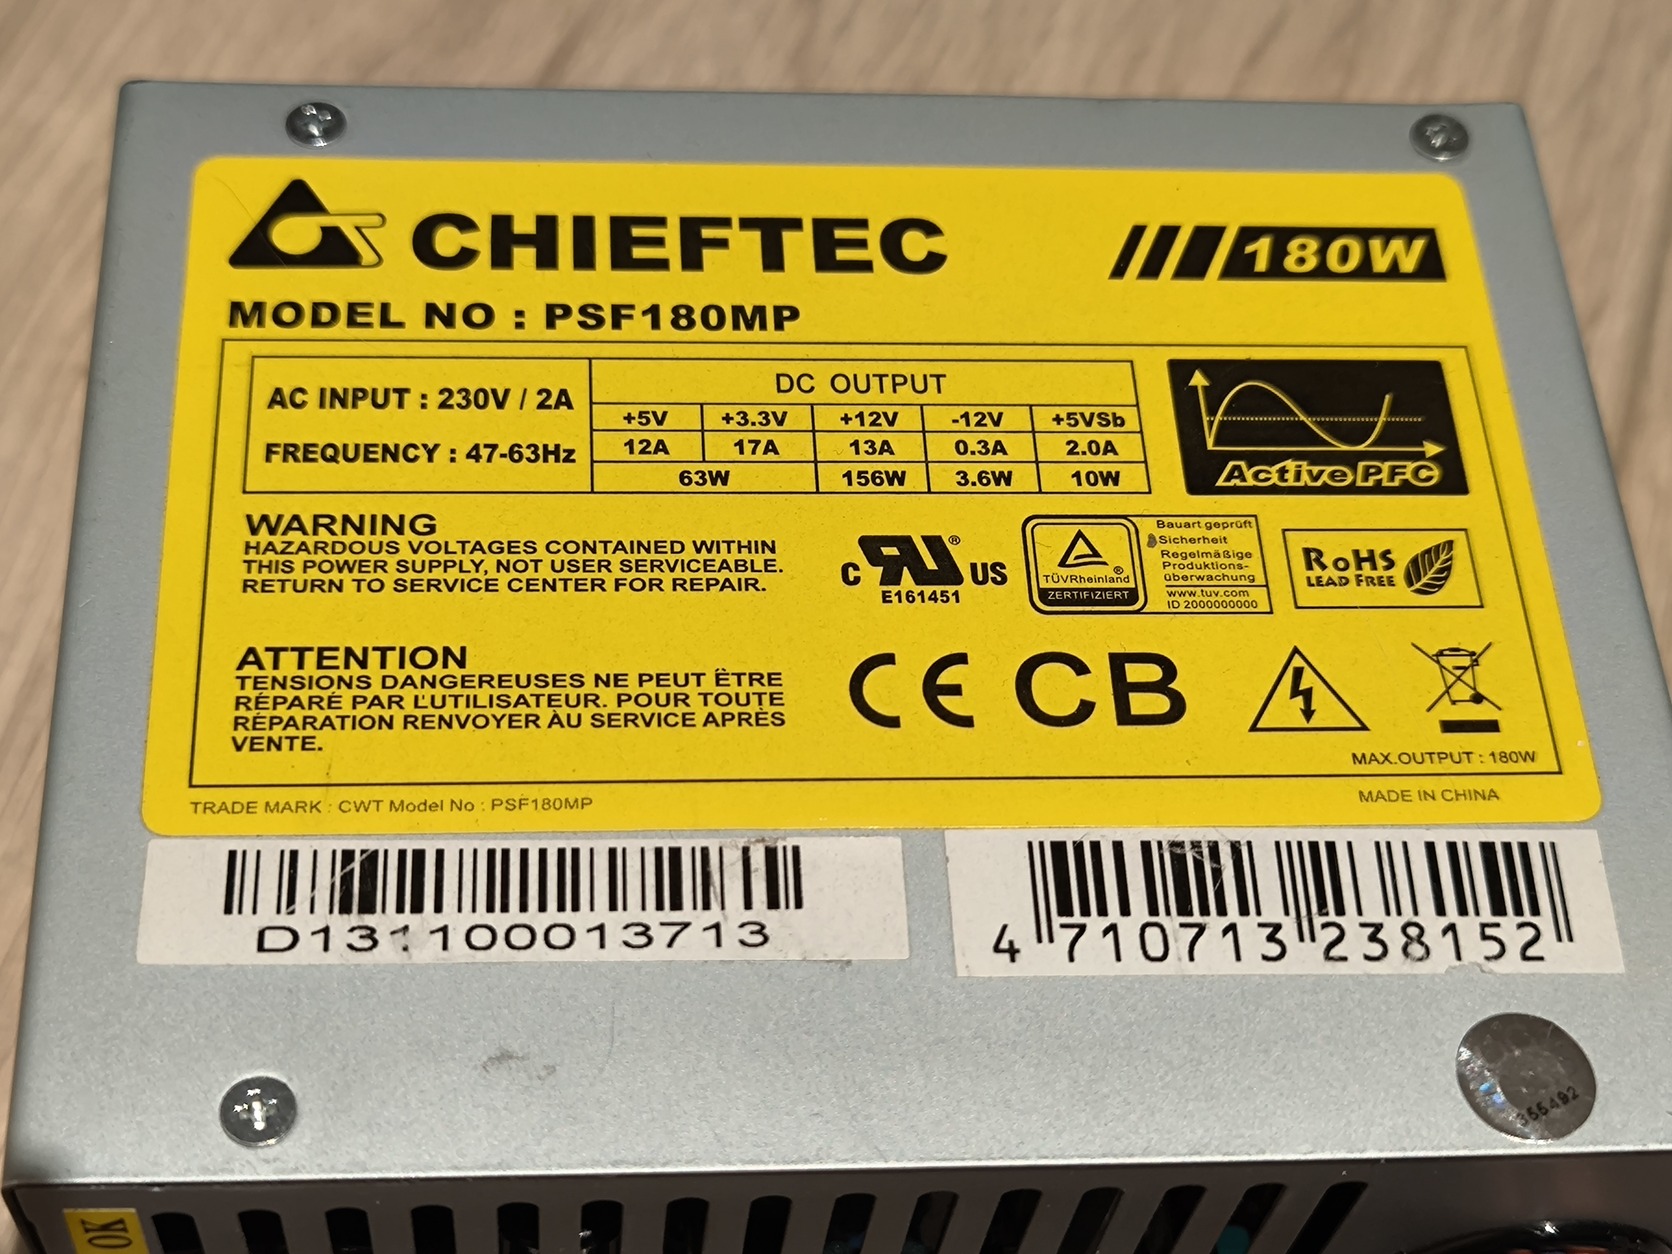 CHIEFTEC
180W
MODEL NO : PSF180MP
AC INPUT : 230V / 2A
FREQUENCY : 47-63Hz
DC OUTPUT
+5V +3.3V +12V -12V +5VSb
12A 17A 13A 0.3A 2.0A
63W 156W 3.6W 10W
Active PFC
WARNING
HAZARDOUS VOLTAGES CONTAINED WITHIN
THIS POWER SUPPLY, NOT USER SERVICEABLE.
RETURN TO SERVICE CENTER FOR REPAIR.
C RU® US
E161451
TÜVRheinland®
ZERTIFIZIERT
Bauart geprüft
Sicherheit
Regelmäßige
Produktions-
überwachung
www.tuv.com
ID 2000000000
RoHS
LEAD FREE
ATTENTION
TENSIONS DANGEREUSES NE PEUT ÊTRE
RÉPARÉ PAR L'UTILISATEUR. POUR TOUTE
RÉPARATION RENVOYER ÀU SERVICE APRÈS
VENTE.
CE CB
MAX.OUTPUT : 180W
TRADE MARK : CWT Model No : PSF180MP
MADE IN CHINA
D131100013713
4 710713 238152
OK